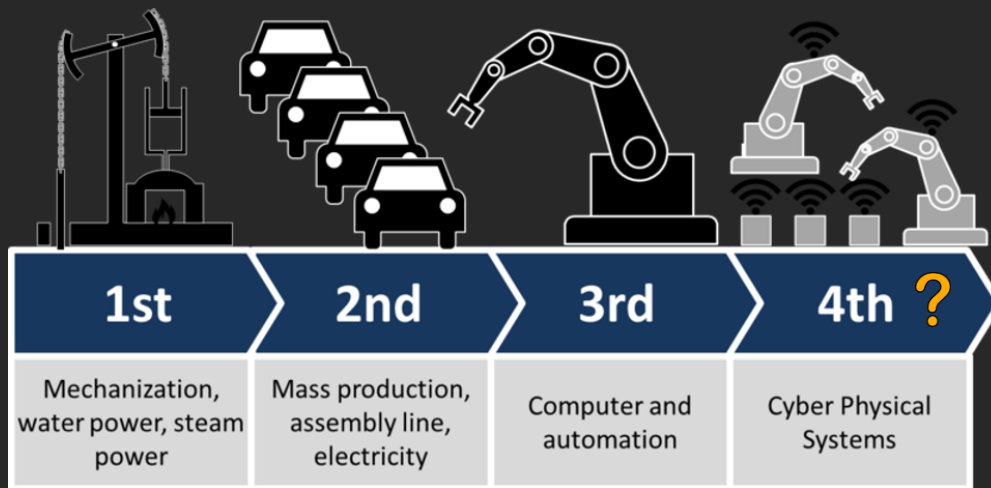 1st
2nd
3rd
4th ?
Mechanization,
water power, steam
power
Mass production,
assembly line,
electricity
Computer and
automation
Cyber Physical
Systems